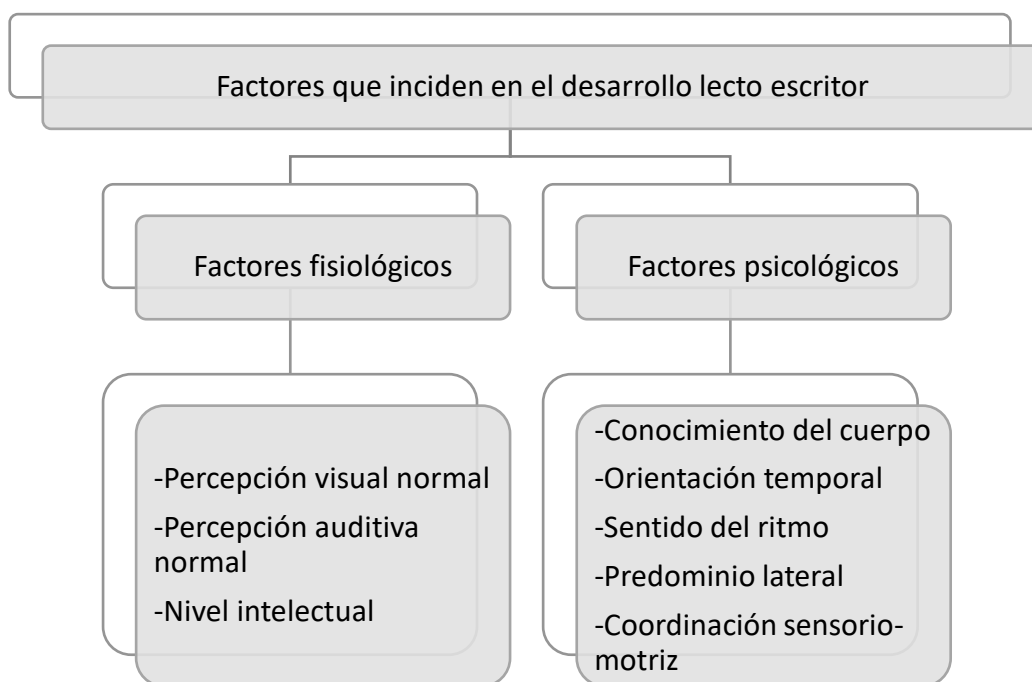 Factores que inciden en el desarrollo lecto escritor
Factores fisiológicos
Factores psicológicos
-Percepción visual normal
-Percepción auditiva
normal
-Nivel intelectual
-Conocimiento del cuerpo
-Orientación temporal
-Sentido del ritmo
-Predominio lateral
-Coordinación sensorio-
motriz